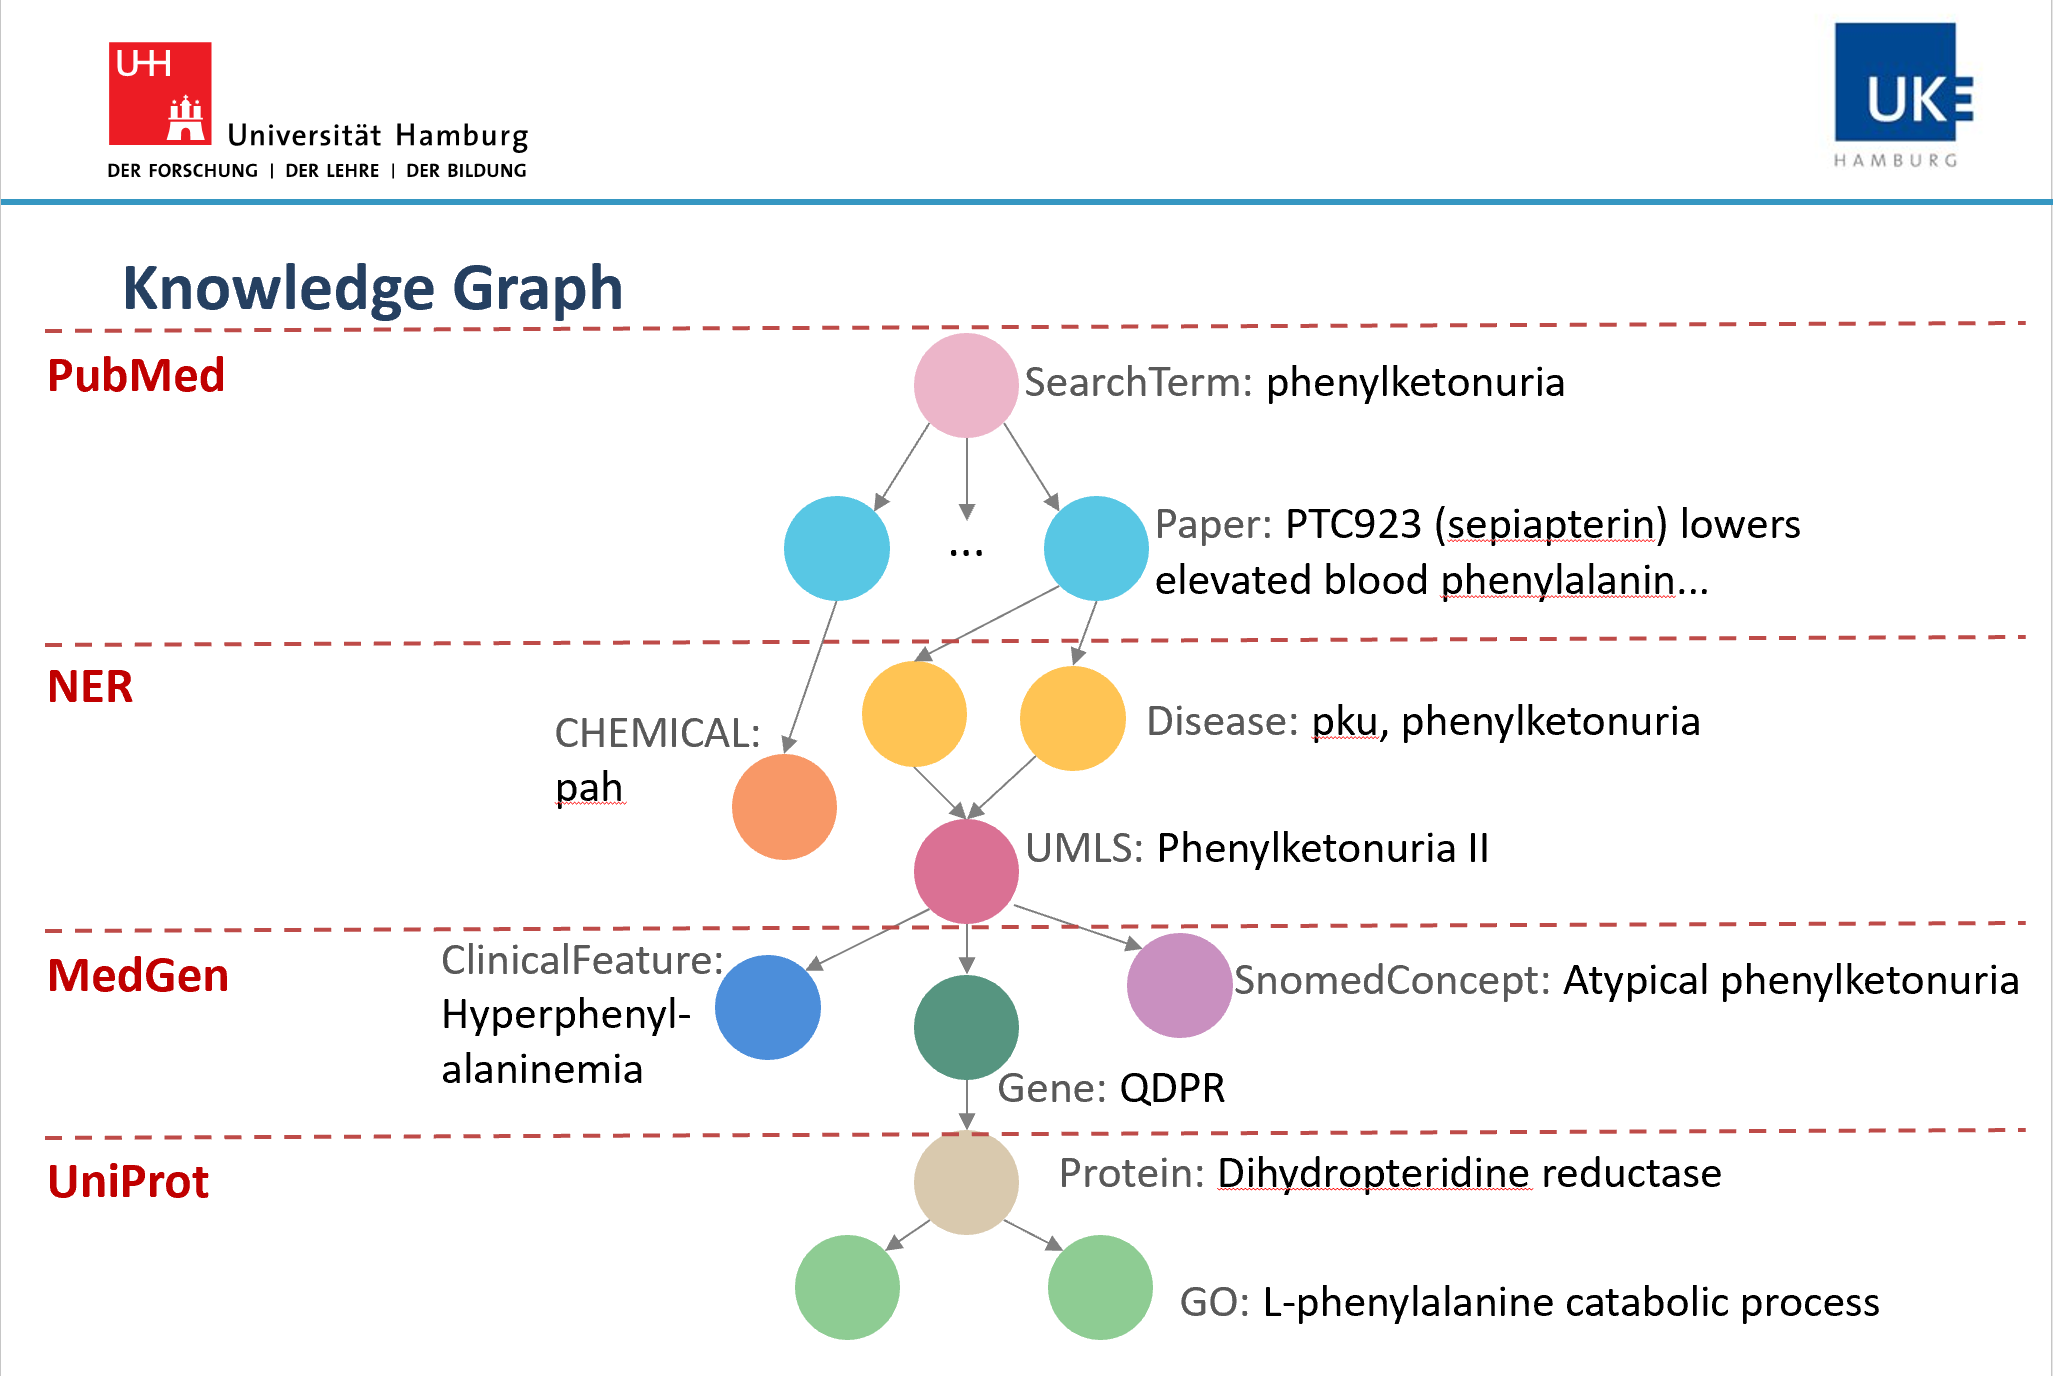 UHH
Universität Hamburg
DER FORSCHUNG | DER LEHRE | DER BILDUNG
UKE
HAMBURG
Knowledge Graph
PubMed
SearchTerm: phenylketonuria
...
Paper: PTC923 (sepiapterin) lowers
elevated blood phenylalanin...
NER
CHEMICAL:
pah
Disease: pku, phenylketonuria
UMLS: Phenylketonuria II
MedGen
ClinicalFeature:
Hyperphenyl-
alaninemia
SnomedConcept: Atypical phenylketonuria
Gene: QDPR
UniProt
Protein: Dihydropteridine reductase
GO: L-phenylalanine catabolic process